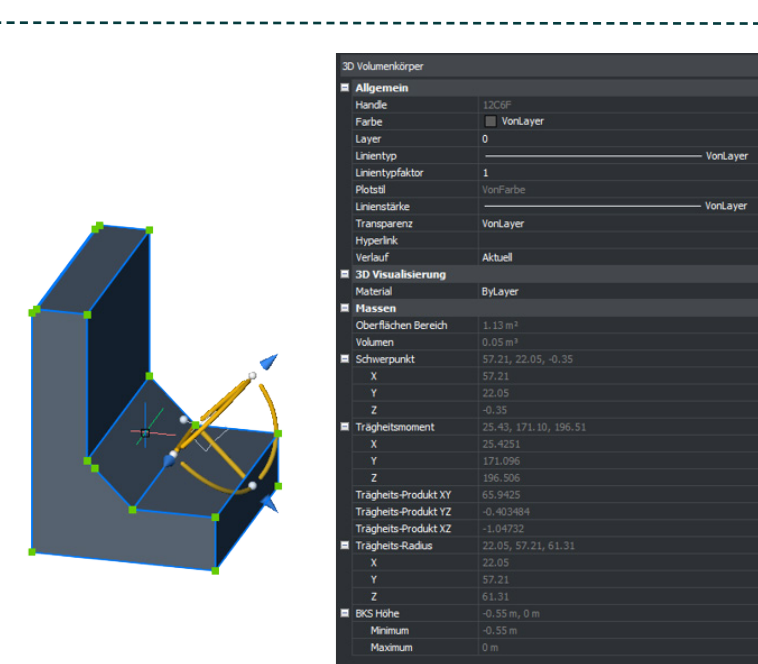 3D Volumenkörper
Allgemein
Handle 12C6F
Farbe VonLayer
Layer 0
Linientyp VonLayer
Linientypfaktor 1
Plotstil VonFarbe
Linienstärke VonLayer
Transparenz VonLayer
Hyperlink
Verlauf Aktuell
3D Visualisierung
Material ByLayer
Massen
Oberflächen Bereich 1.13 m²
Volumen 0.05 m³
Schwerpunkt 57.21, 22.05, -0.35
X 57.21
Y 22.05
Z -0.35
Trägheitsmoment 25.43, 171.10, 196.51
X 25.4251
Y 171.096
Z 196.506
Trägheits-Produkt XY 65.9425
Trägheits-Produkt YZ -0.403484
Trägheits-Produkt XZ -1.04732
Trägheits-Radius 22.05, 57.21, 61.31
X 22.05
Y 57.21
Z 61.31
BKS Höhe -0.55 m, 0 m
Minimum -0.55 m
Maximum 0 m